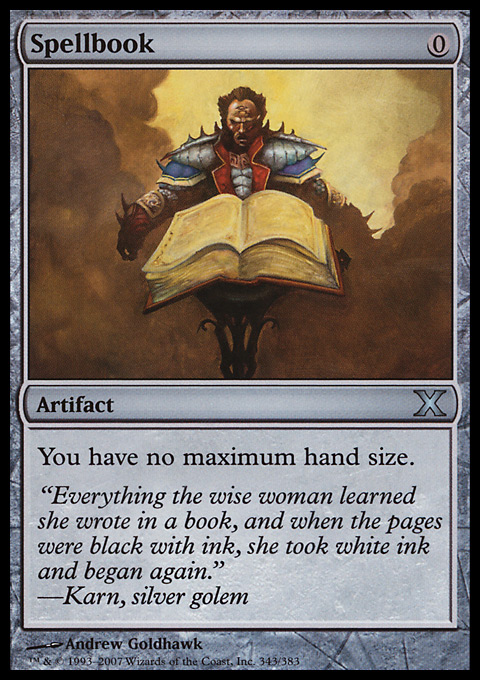 Spellbook 0
Artifact X
You have no maximum hand size.
“Everything the wise woman learned
she wrote in a book, and when the pages
were black with ink, she took white ink
and began again.”
—Karn, silver golem
Andrew Goldhawk
™ & © 1993–2007 Wizards of the Coast, Inc. 343/383